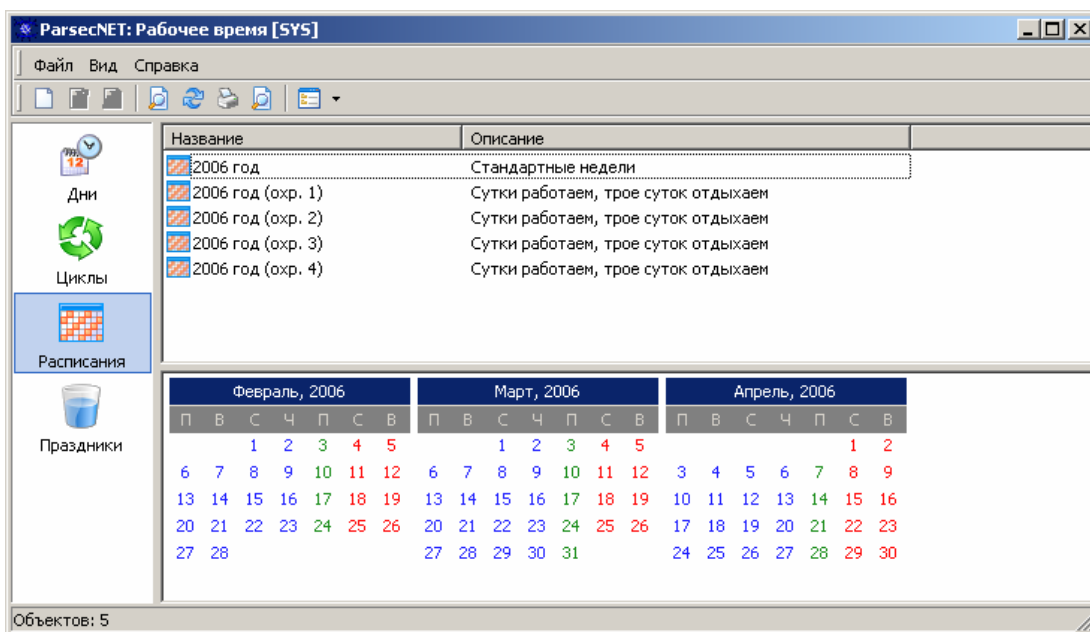 ParsecNET: Рабочее время [SYS]
Файл Вид Справка
Название Описание
2006 год Стандартные недели
2006 год (охр. 1) Сутки работаем, трое суток отдыхаем
2006 год (охр. 2) Сутки работаем, трое суток отдыхаем
2006 год (охр. 3) Сутки работаем, трое суток отдыхаем
2006 год (охр. 4) Сутки работаем, трое суток отдыхаем
12
Дни
Циклы
Расписания
Праздники
Февраль, 2006 Март, 2006 Апрель, 2006
П В С Ч П С В П В С Ч П С В П В С Ч П С В
1 2 3 4 5 1 2 3 4 5 1 2
6 7 8 9 10 11 12 6 7 8 9 10 11 12 3 4 5 6 7 8 9
13 14 15 16 17 18 19 13 14 15 16 17 18 19 10 11 12 13 14 15 16
20 21 22 23 24 25 26 20 21 22 23 24 25 26 17 18 19 20 21 22 23
27 28 27 28 29 30 31 24 25 26 27 28 29 30
Объектов: 5